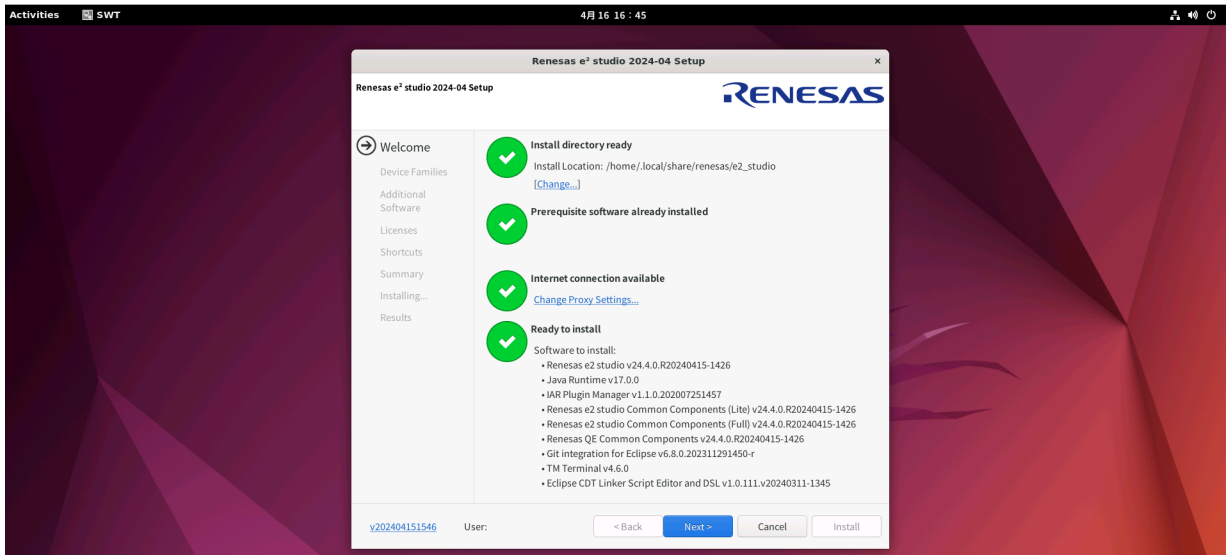 Activities SWT 4月 16 16：45
Renesas e² studio 2024-04 Setup ×
Renesas e² studio 2024-04 Setup
RENESAS
Welcome
Device Families
Additional
Software
Licenses
Shortcuts
Summary
Installing...
Results
Install directory ready
Install Location: /home/.local/share/renesas/e2_studio
[Change...]
Prerequisite software already installed
Internet connection available
Change Proxy Settings...
Ready to install
Software to install:
• Renesas e2 studio v24.4.0.R20240415-1426
• Java Runtime v17.0.0
• IAR Plugin Manager v1.1.0.202007251457
• Renesas e2 studio Common Components (Lite) v24.4.0.R20240415-1426
• Renesas e2 studio Common Components (Full) v24.4.0.R20240415-1426
• Renesas QE Common Components v24.4.0.R20240415-1426
• Git integration for Eclipse v6.8.0.202311291450-r
• TM Terminal v4.6.0
• Eclipse CDT Linker Script Editor and DSL v1.0.111.v20240311-1345
v202404151546 User: < Back Next > Cancel Install